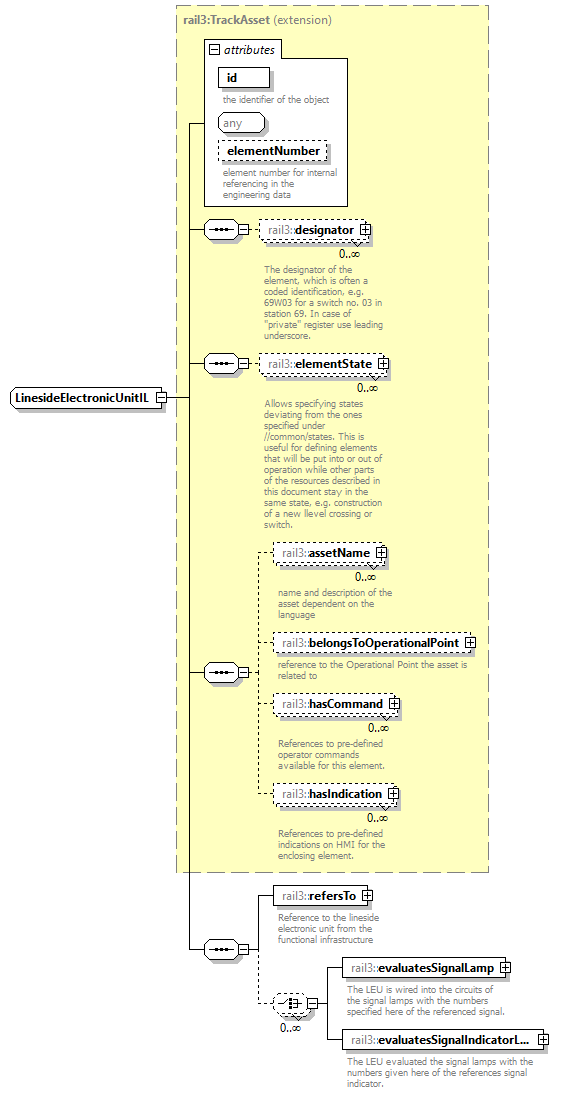 rail3:TrackAsset (extension)
attributes
id
the identifier of the object
any
elementNumber
element number for internal
referencing in the
engineering data
rail3:designator
0..∞
The designator of the
element, which is often a
coded identification, e.g.
69W03 for a switch no. 03 in
station 69. In case of
"private" register use leading
underscore.
rail3:elementState
0..∞
LinesideElectronicUnitIL
Allows specifying states
deviating from the ones
specified under
//common/states. This is
useful for defining elements
that will be put into or out of
operation while other parts
of the resources described in
this document stay in the
same state, e.g. construction
of a new llevel crossing or
switch.
rail3:assetName
0..∞
name and description of the
asset dependent on the
language
rail3:belongsToOperationalPoint
reference to the Operational Point the asset is
related to
rail3:hasCommand
0..∞
References to pre-defined
operator commands
available for this element.
rail3:hasIndication
0..∞
References to pre-defined
indications on HMI for the
enclosing element.
rail3:refersTo
Reference to the lineside
electronic unit from the
functional infrastructure
rail3:evaluatesSignalLamp
The LEU is wired into the circuits of
the signal lamps with the numbers
specified here of the referenced signal.
0..∞
rail3:evaluatesSignalIndicatorL...
The LEU evaluated the signal lamps with the
numbers given here of the references signal
indicator.